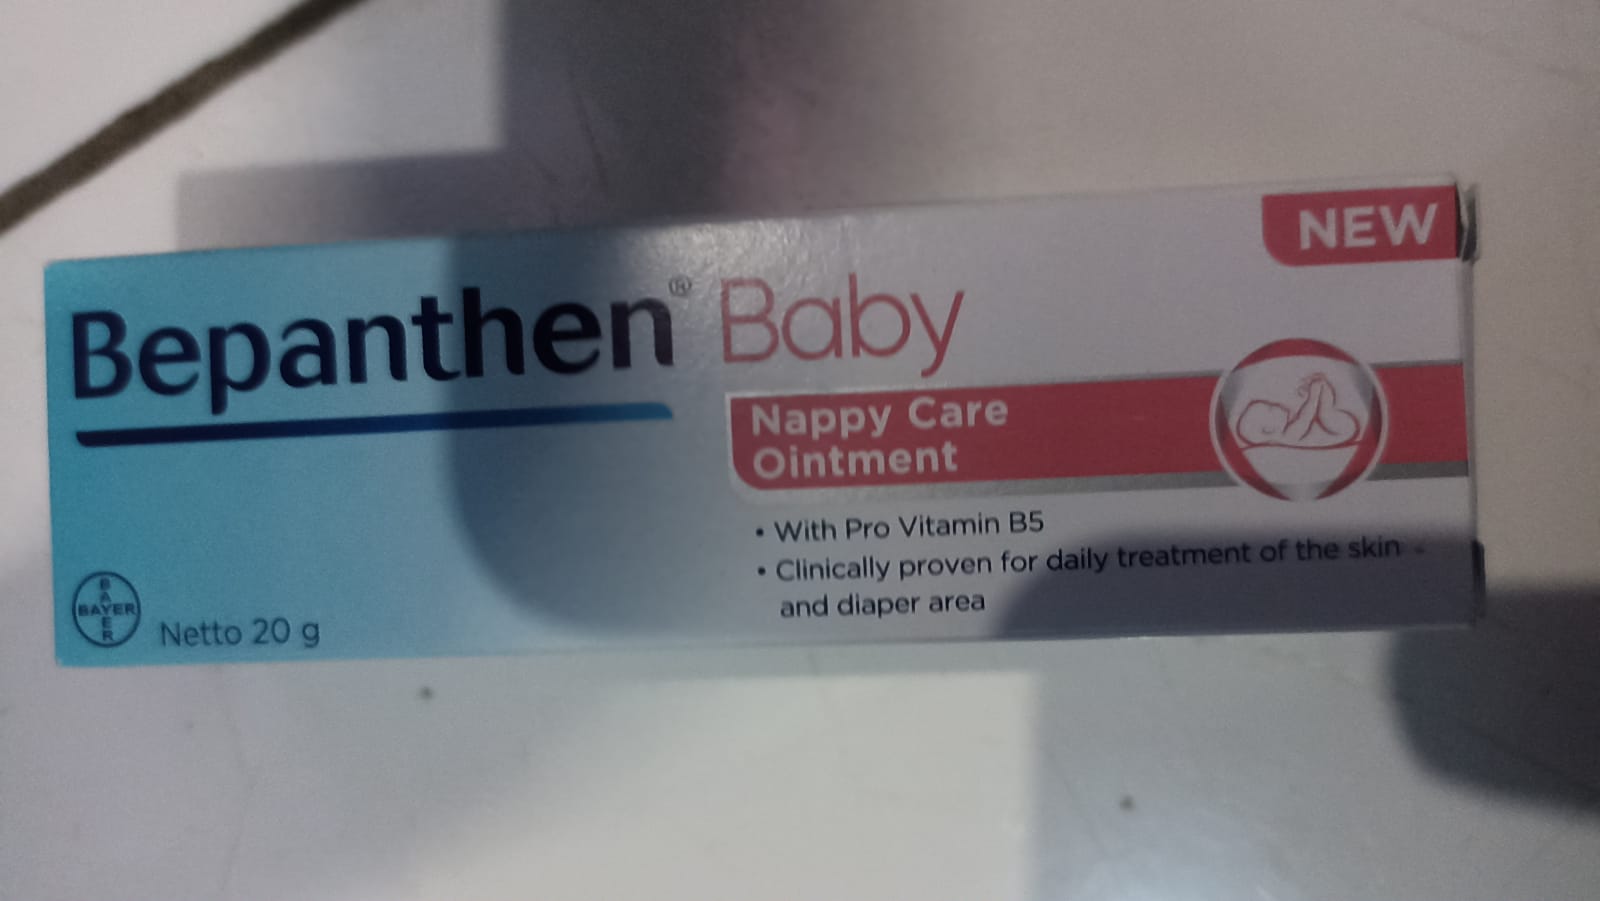 NEW
Bepanthen® Baby
Nappy Care
Ointment
• With Pro Vitamin B5
• Clinically proven for daily treatment of the skin
and diaper area
BAYER
BAYER
Netto 20 g